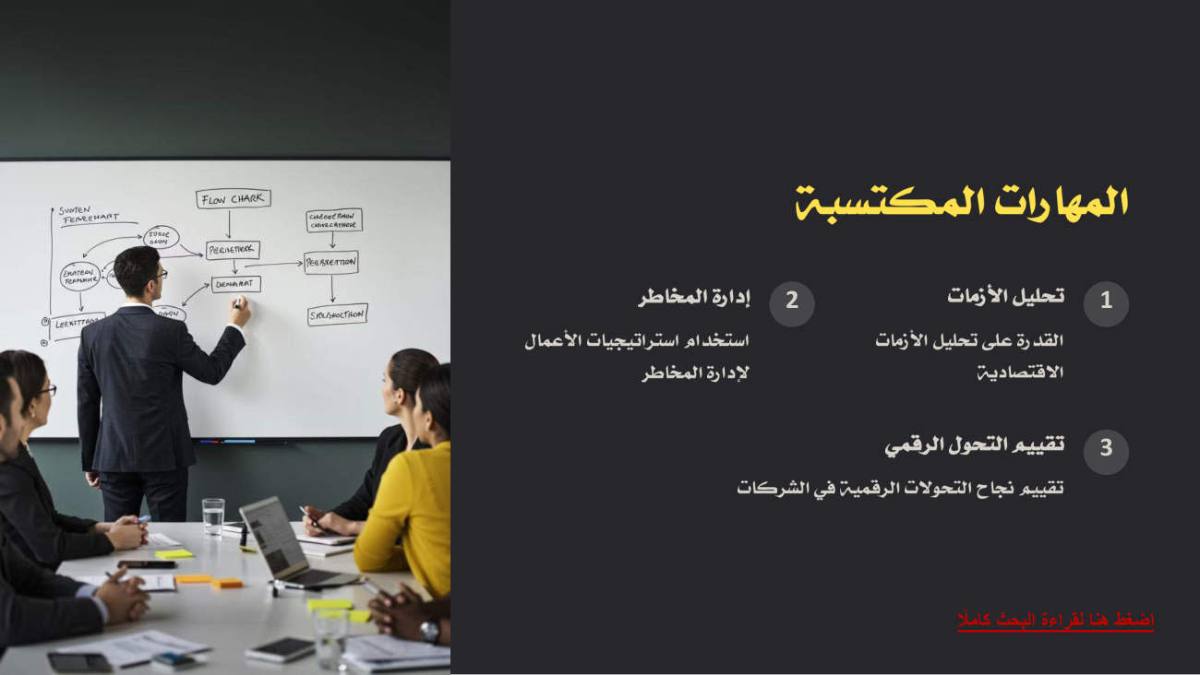 المهارات المكتسبة
1
تحليل الأزمات
القدرة على تحليل الأزمات
الاقتصادية
2
إدارة المخاطر
استخدام استراتيجيات الأعمال
لإدارة المخاطر
3
تقييم التحول الرقمي
تقييم نجاح التحولات الرقمية في الشركات
اضغط هنا لقراءة البحث كاملًا
FLOW CHARK